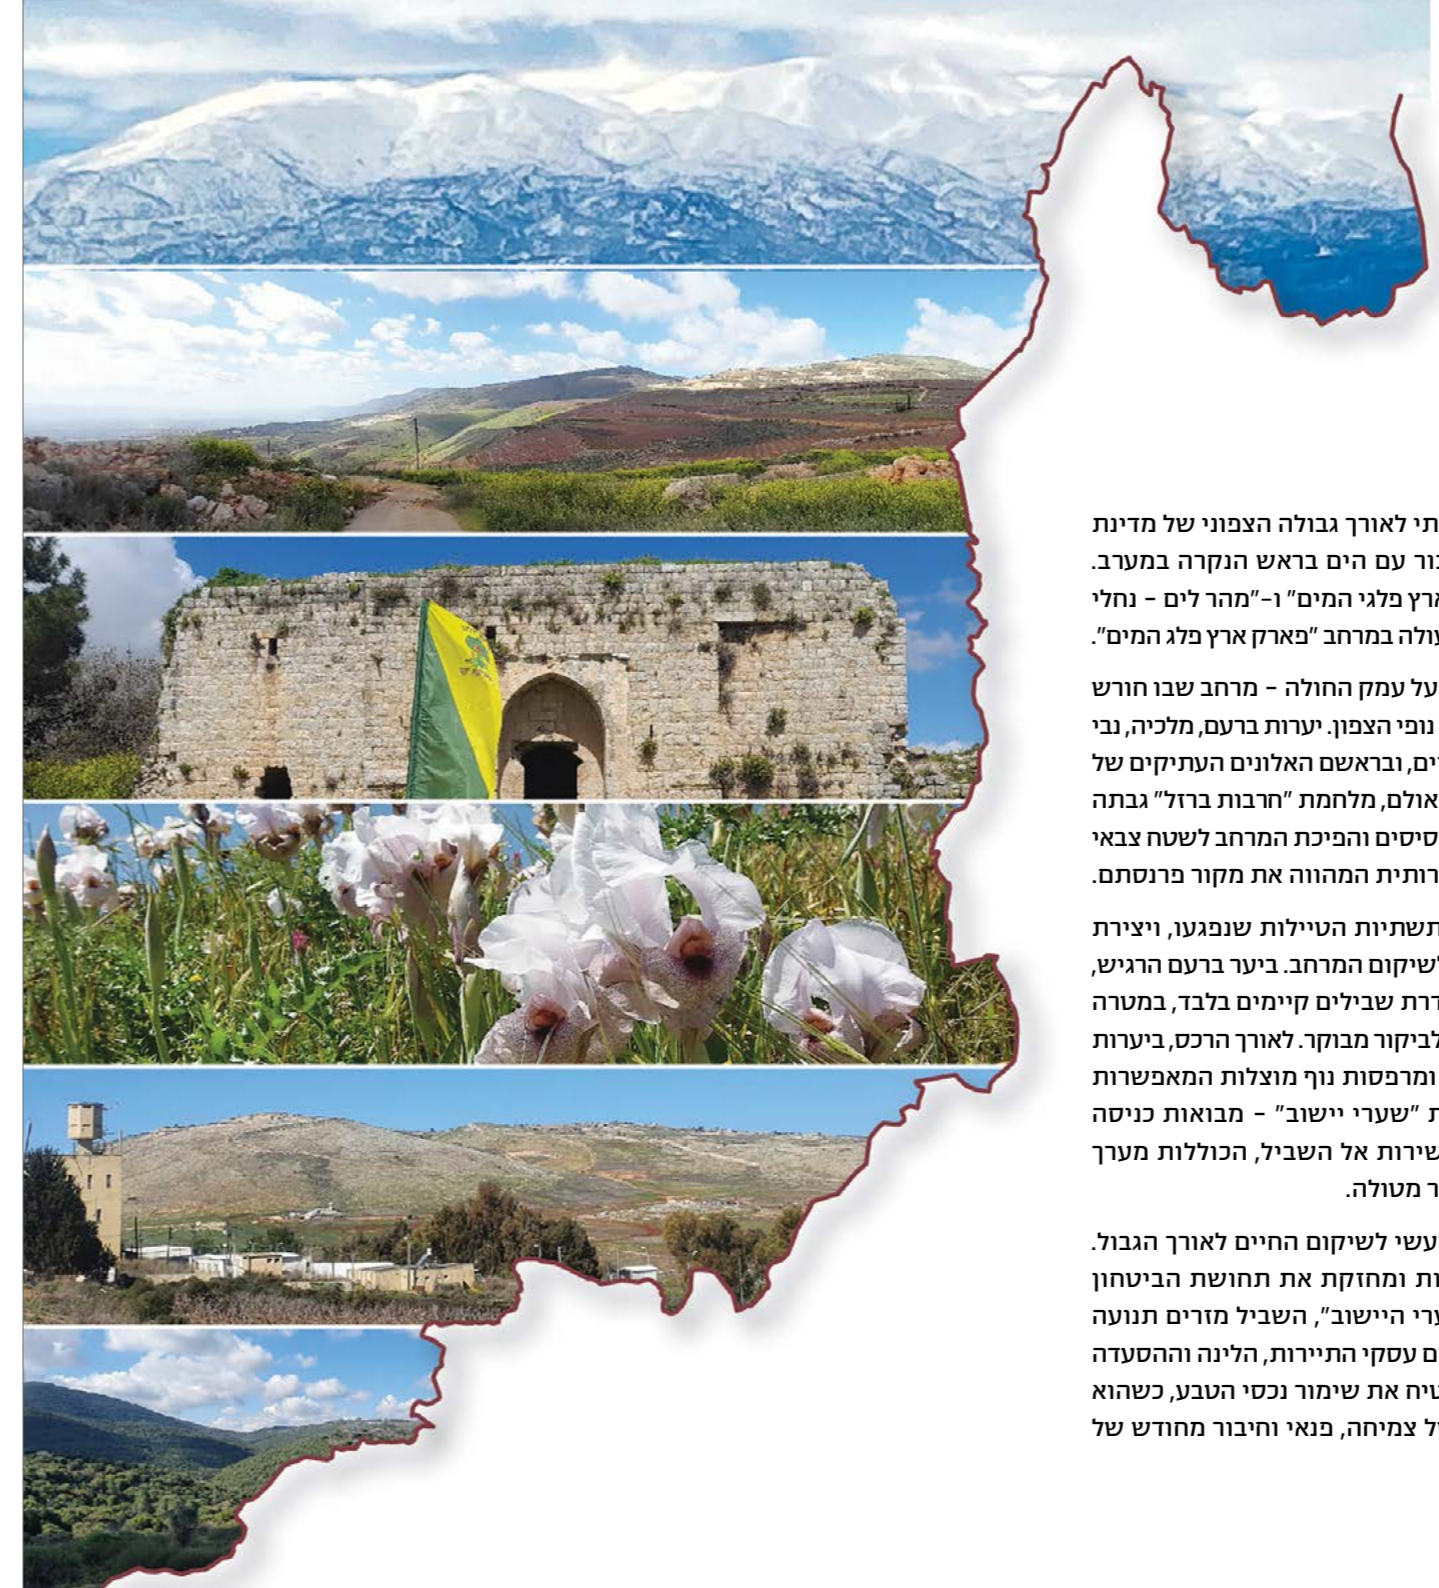 תי לאורך גבולה הצפוני של מדינת
בור עם הים בראש הנקרה במערב.
ארץ פלגי המים" ו-"מהר לים – נחלי
עולה במרחב "פארק ארץ פלג המים".
על עמק החולה – מרחב שבו חורש
נופי הצפון. יערות ברעם, מלכיה, נבי
ים, ובראשם האלונים העתיקים של
אולם, מלחמת "חרבות ברזל" גבתה
סיסים והפיכת המרחב לשטח צבאי
רותית המהווה את מקור פרנסתם.
תשתיות הטיילות שנפגעו, ויצירת
לשיקום המרחב. ביער ברעם הרגיש,
דרת שבילים קיימים בלבד, במטרה
לביקור מבוקר. לאורך הרכס, ביערות
ומרפסות נוף מוצלות המאפשרות
ת "שערי יישוב" – מבואות כניסה
שירות אל השביל, הכוללות מערך
ר מטולה.
עשי לשיקום החיים לאורך הגבול.
ות ומחזקת את תחושת הביטחון
ערי היישוב", השביל מזרים תנועה
ם עסקי התיירות, הלינה וההסעדה
טיח את שימור נכסי הטבע, כשהוא
ל צמיחה, פנאי וחיבור מחודש של